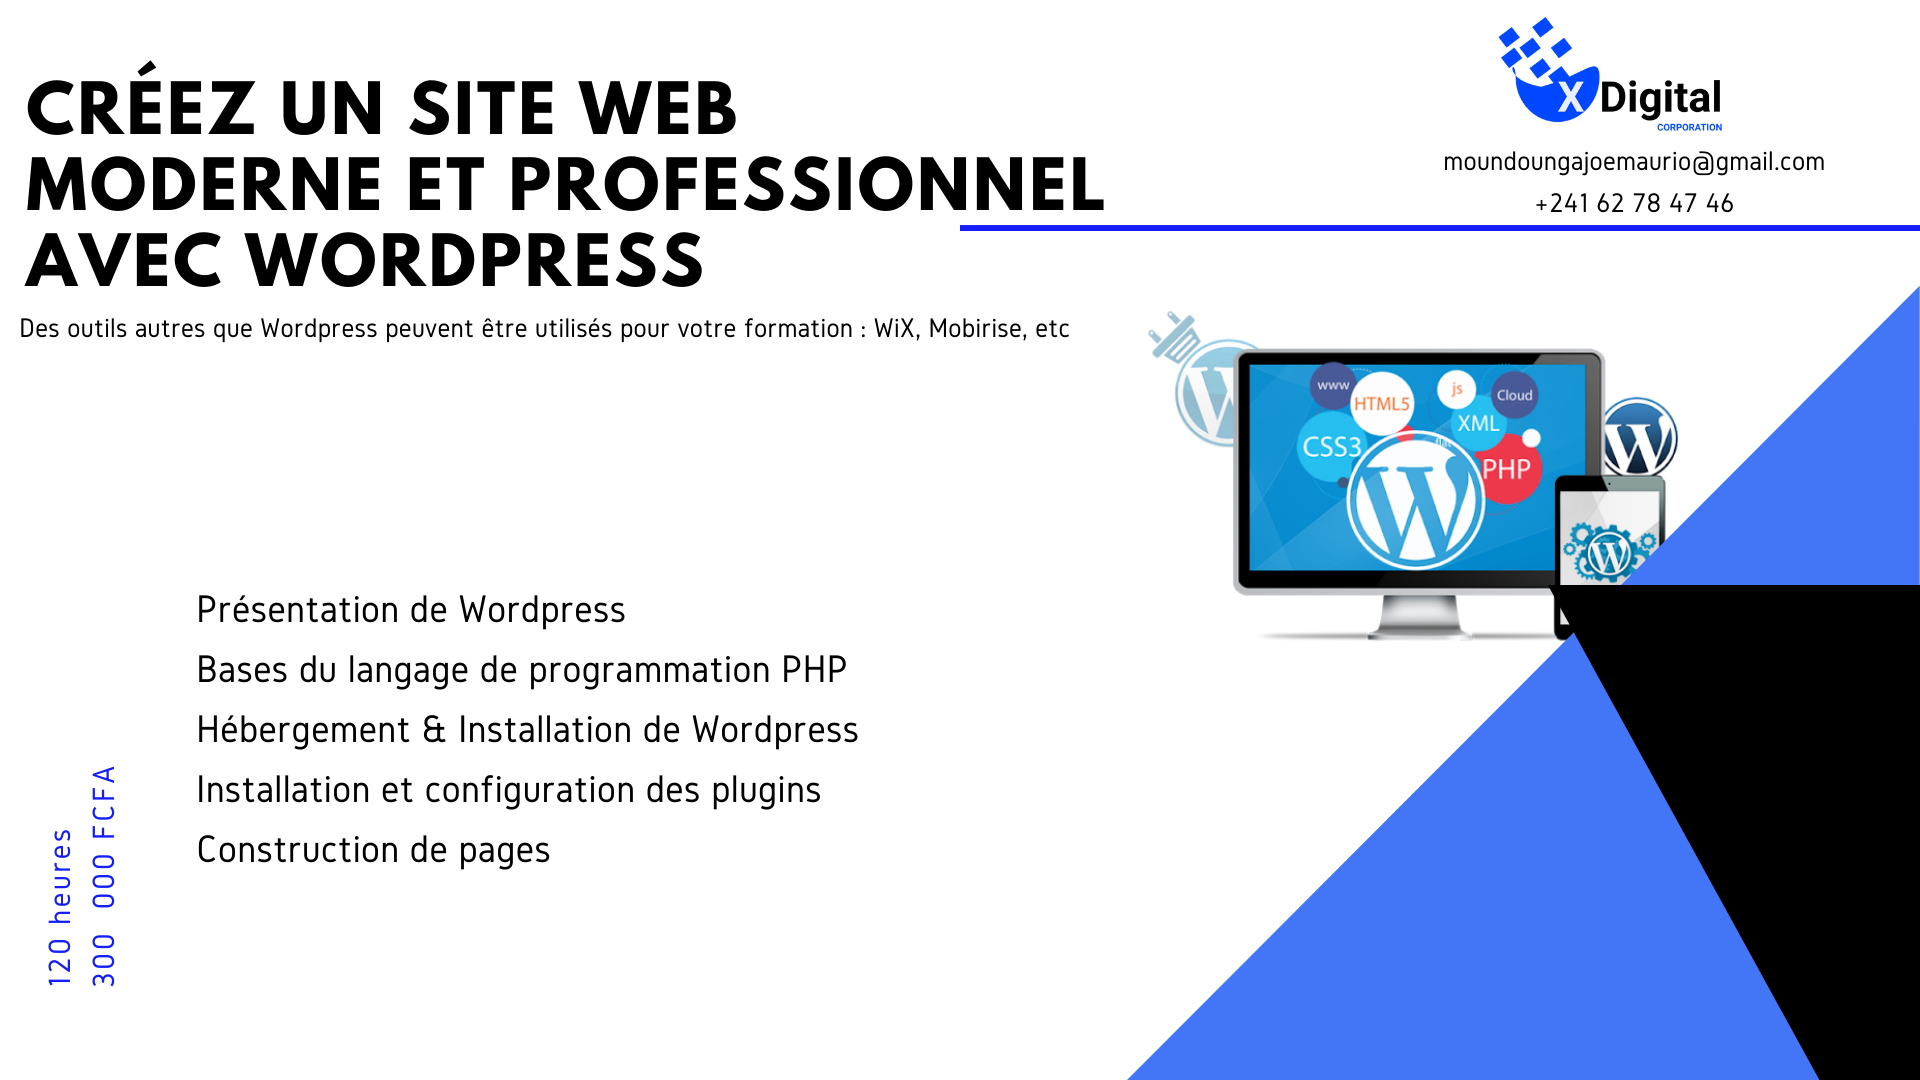 CRÉEZ UN SITE WEB
MODERNE ET PROFESSIONNEL
AVEC WORDPRESS
Des outils autres que Wordpress peuvent être utilisés pour votre formation : WiX, Mobirise, etc
X Digital
CORPORATION
moundoungajoemaurio@gmail.com
+241 62 78 47 46
www
HTML5
js
Cloud
CSS3
XML
PHP
Présentation de Wordpress
Bases du langage de programmation PHP
Hébergement & Installation de Wordpress
Installation et configuration des plugins
Construction de pages
120 heures
300 000 FCFA